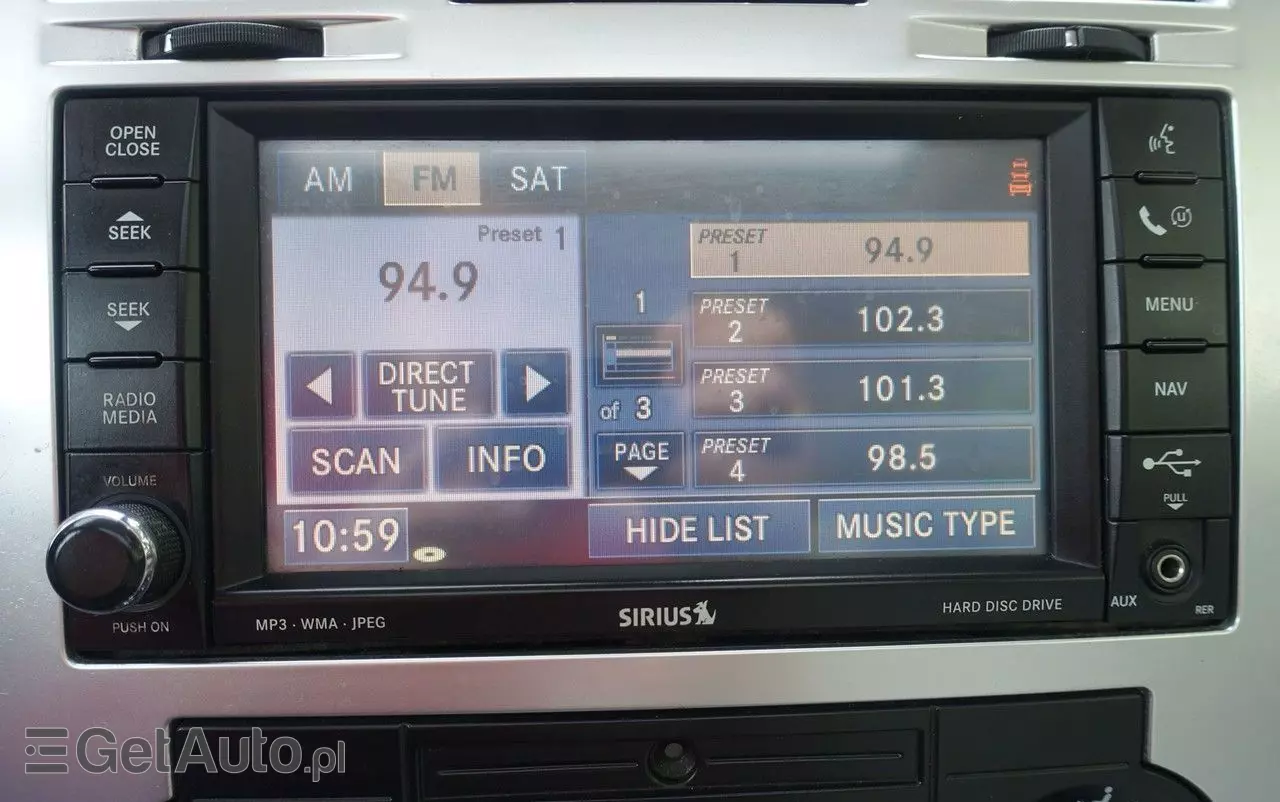 OPEN
CLOSE
SEEK
SEEK
RADIO
MEDIA
VOLUME
PUSH ON
AM FM SAT
Preset 1
94.9
DIRECT
TUNE
SCAN INFO
10:59
1
of 3
PAGE
PRESET
1 94.9
PRESET
2 102.3
PRESET
3 101.3
PRESET
4 98.5
HIDE LIST MUSIC TYPE
MP3 · WMA · JPEG
SIRIUS
HARD DISC DRIVE
u
MENU
NAV
PULL
AUX
RER
GetAuto.pl